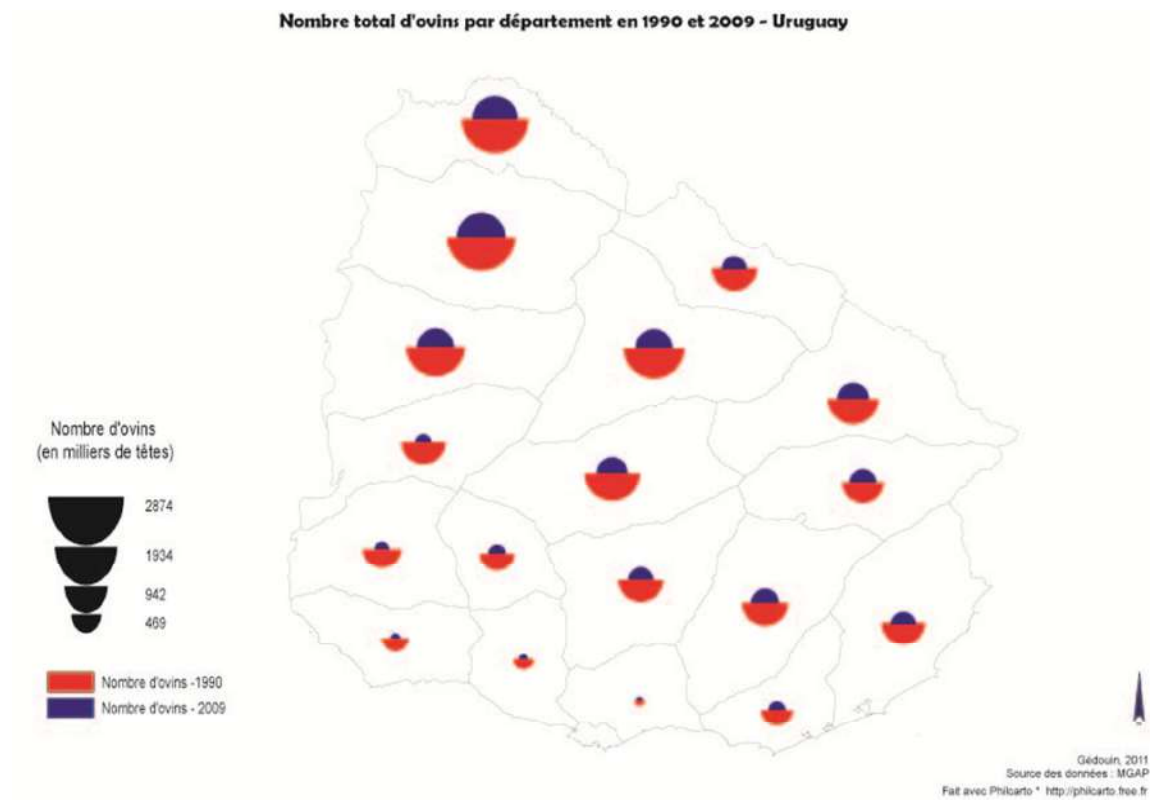 Nombre total d'ovins par département en 1990 et 2009 - Uruguay
Nombre d'ovins
(en milliers de têtes)
2874
1934
942
469
Nombre d'ovins -1990
Nombre d'ovins - 2009
Gédouin, 2011
Source des données : MGAP
Fait avec Philcarto * http://philcarto.free.fr